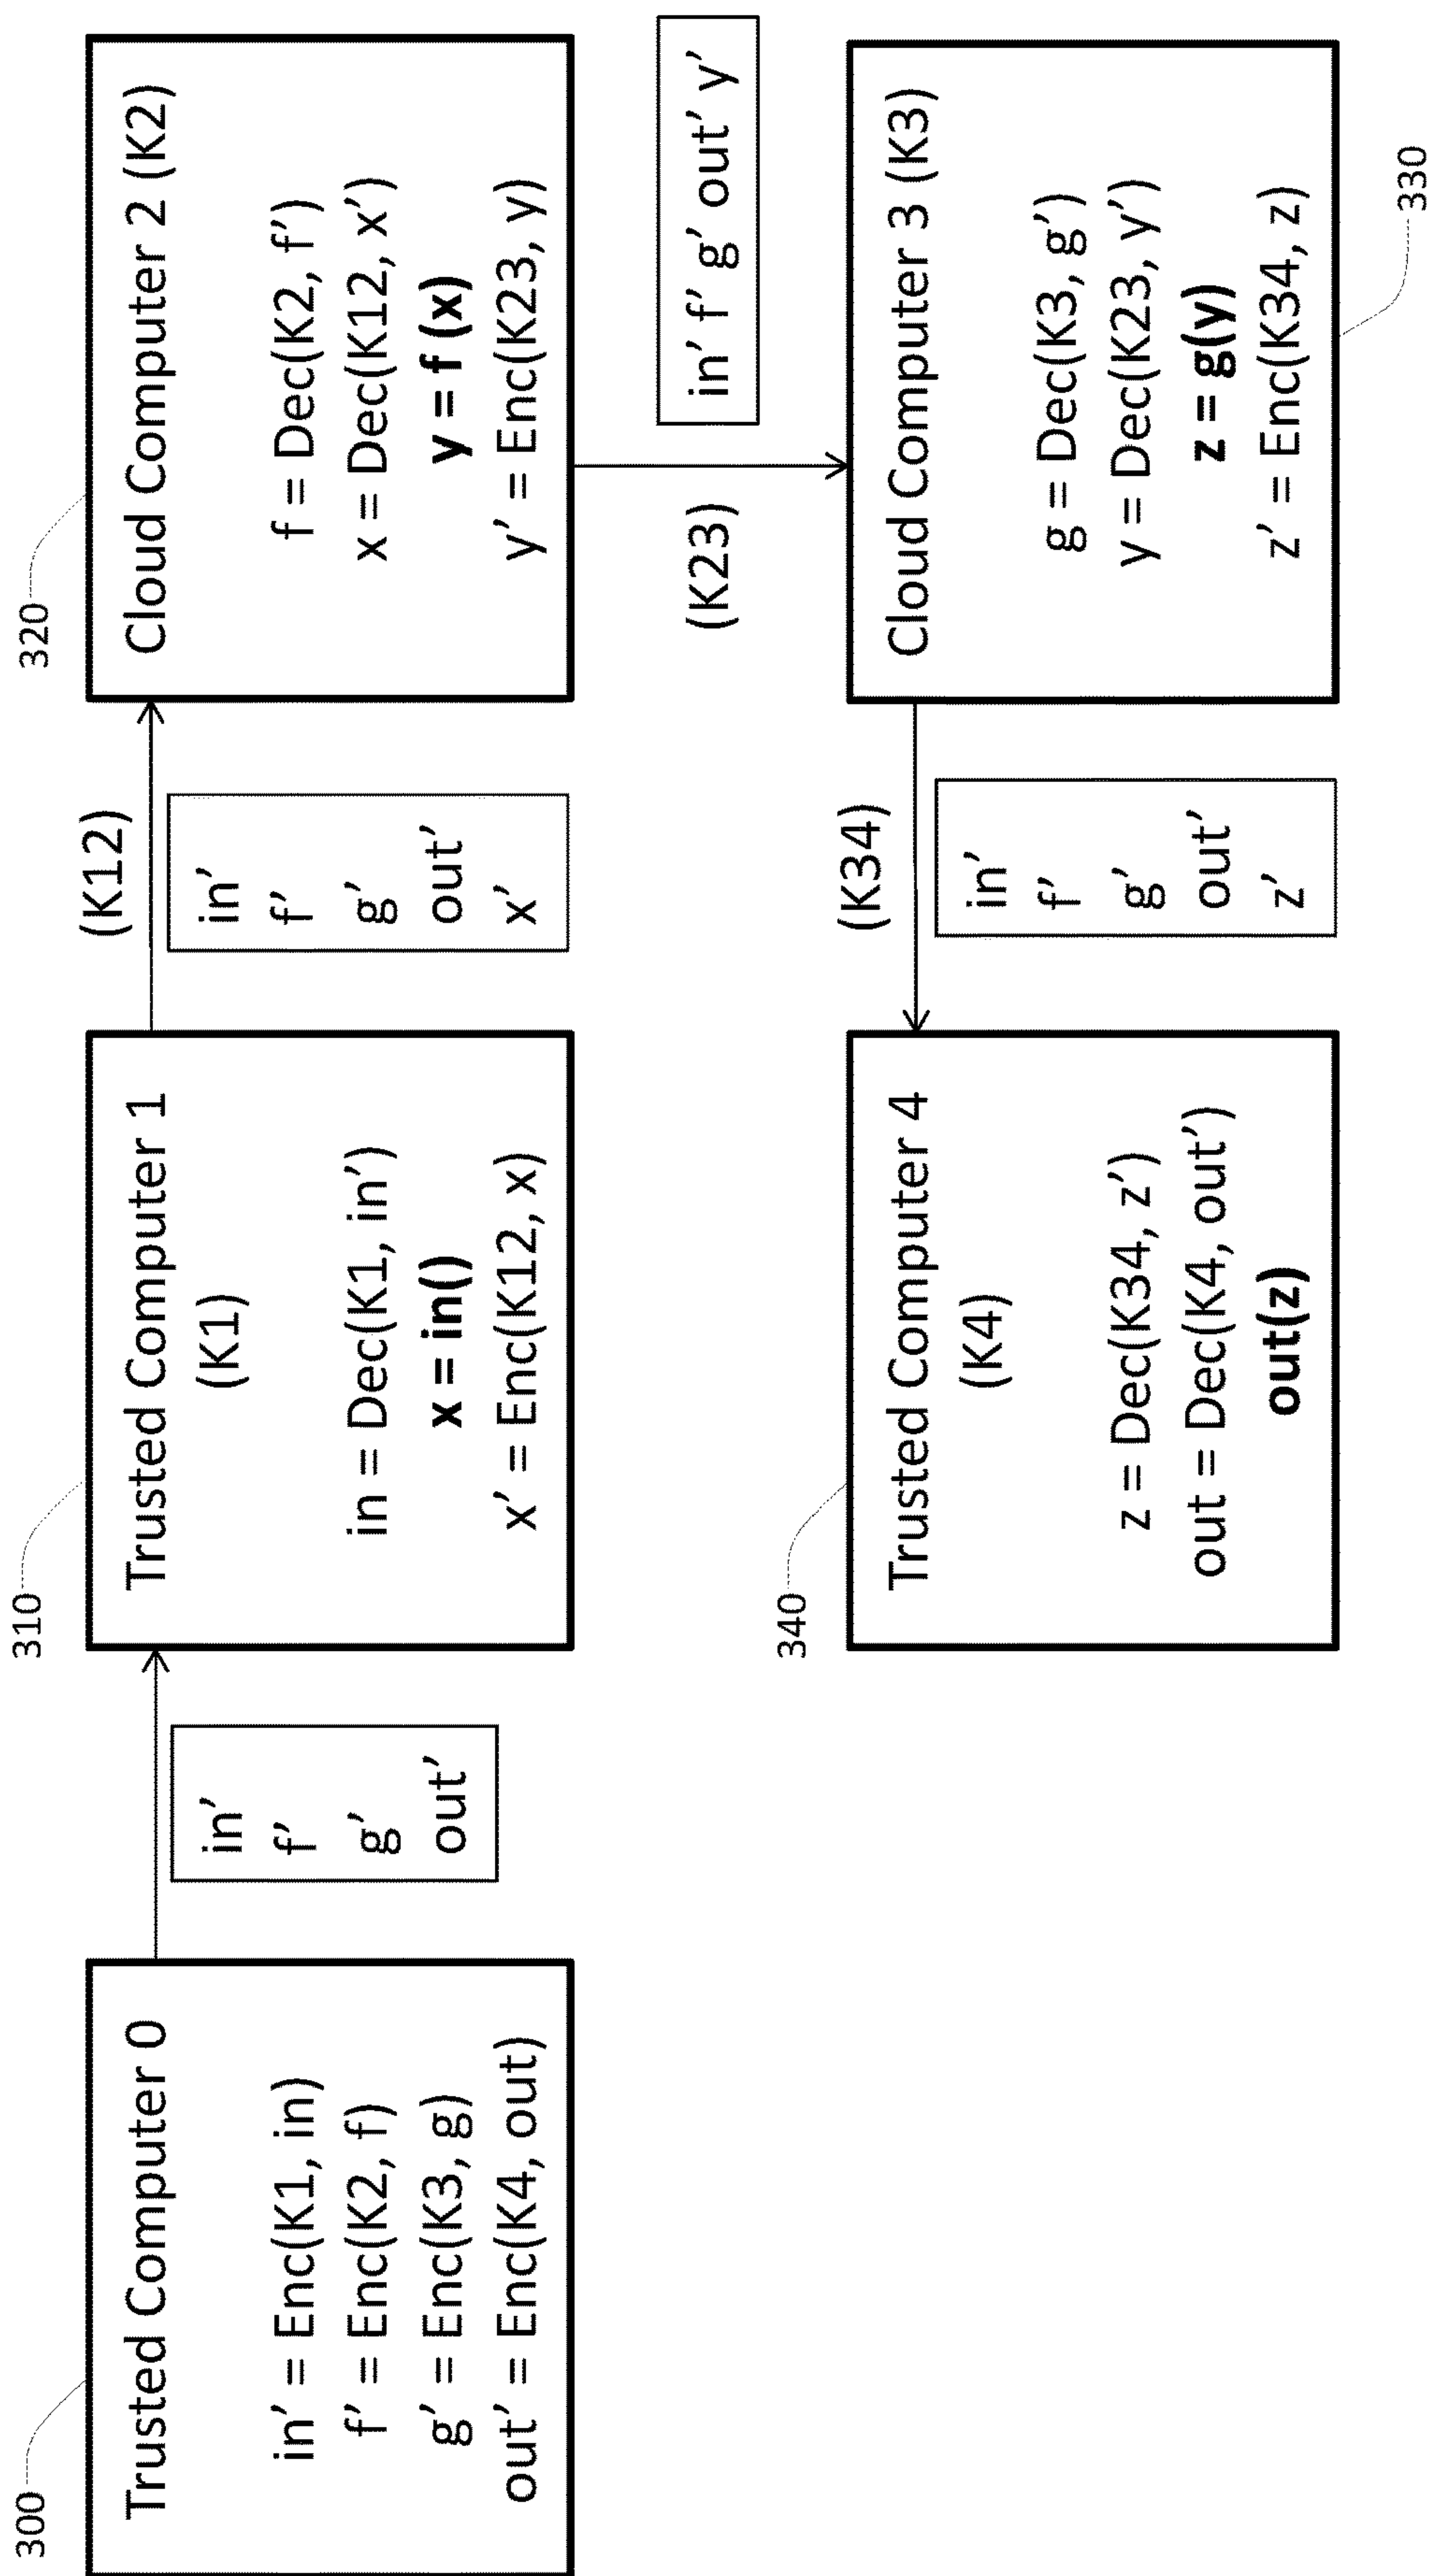 300
Trusted Computer 0
in′ = Enc(K1, in)
f′ = Enc(K2, f)
g′ = Enc(K3, g)
out′ = Enc(K4, out)
in′
f′
g′
out′
310
Trusted Computer 1
(K1)
in = Dec(K1, in′)
x = in()
x′ = Enc(K12, x)
(K12)
in′
f′
g′
out′
x′
320
Cloud Computer 2 (K2)
f = Dec(K2, f′)
x = Dec(K12, x′)
y = f (x)
y′ = Enc(K23, y)
(K23)
in′ f′ g′ out′ y′
Cloud Computer 3 (K3)
g = Dec(K3, g′)
y = Dec(K23, y′)
z = g(y)
z′ = Enc(K34, z)
330
(K34)
in′
f′
g′
out′
z′
340
Trusted Computer 4
(K4)
z = Dec(K34, z′)
out = Dec(K4, out′)
out(z)